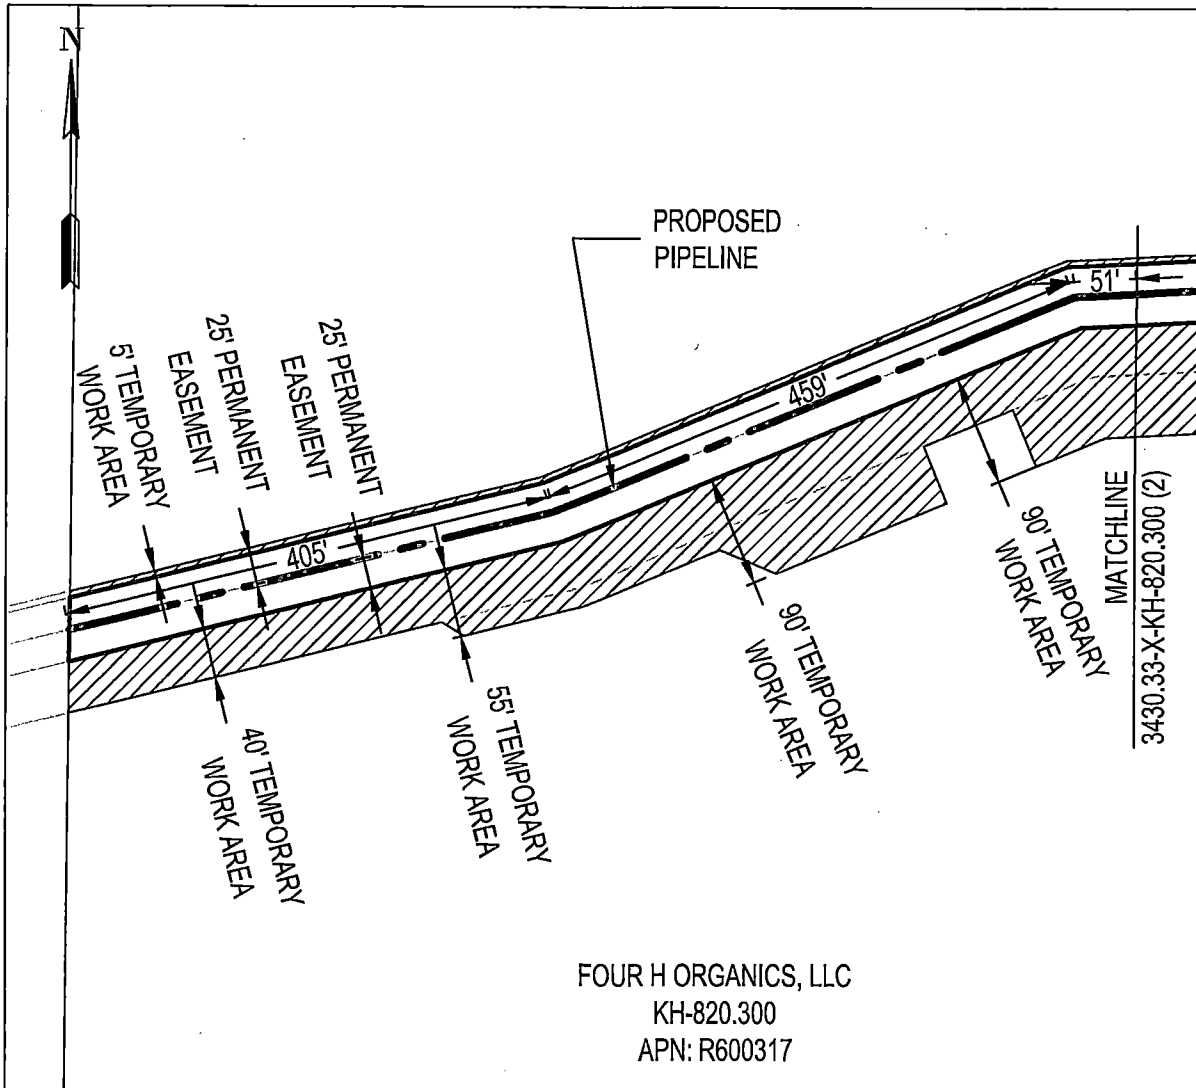 N
PROPOSED
PIPELINE
51'
25' PERMANENT
EASEMENT
25' PERMANENT
EASEMENT
5' TEMPORARY
WORK AREA
459'
405'
MATCHLINE
3430.33-X-KH-820.300 (2)
90' TEMPORARY
WORK AREA
90' TEMPORARY
WORK AREA
55' TEMPORARY
WORK AREA
40' TEMPORARY
WORK AREA
FOUR H ORGANICS, LLC
KH-820.300
APN: R600317